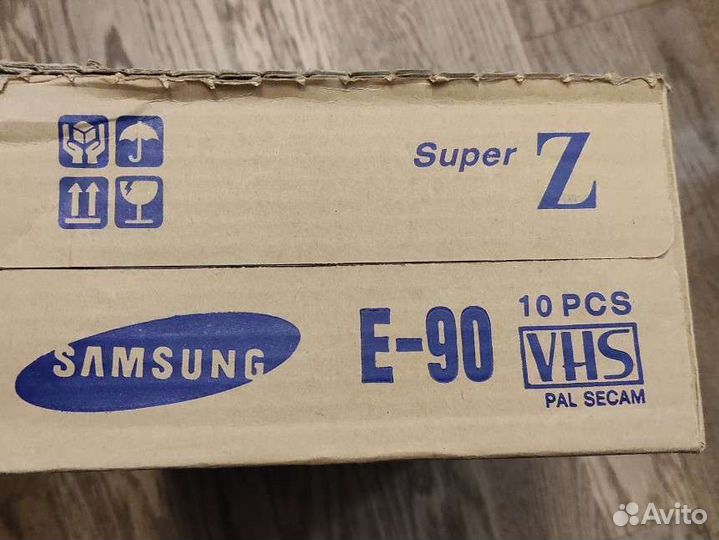 Super Z
SAMSUNG
E-90
10 PCS
VHS
PAL SECAM
Avito